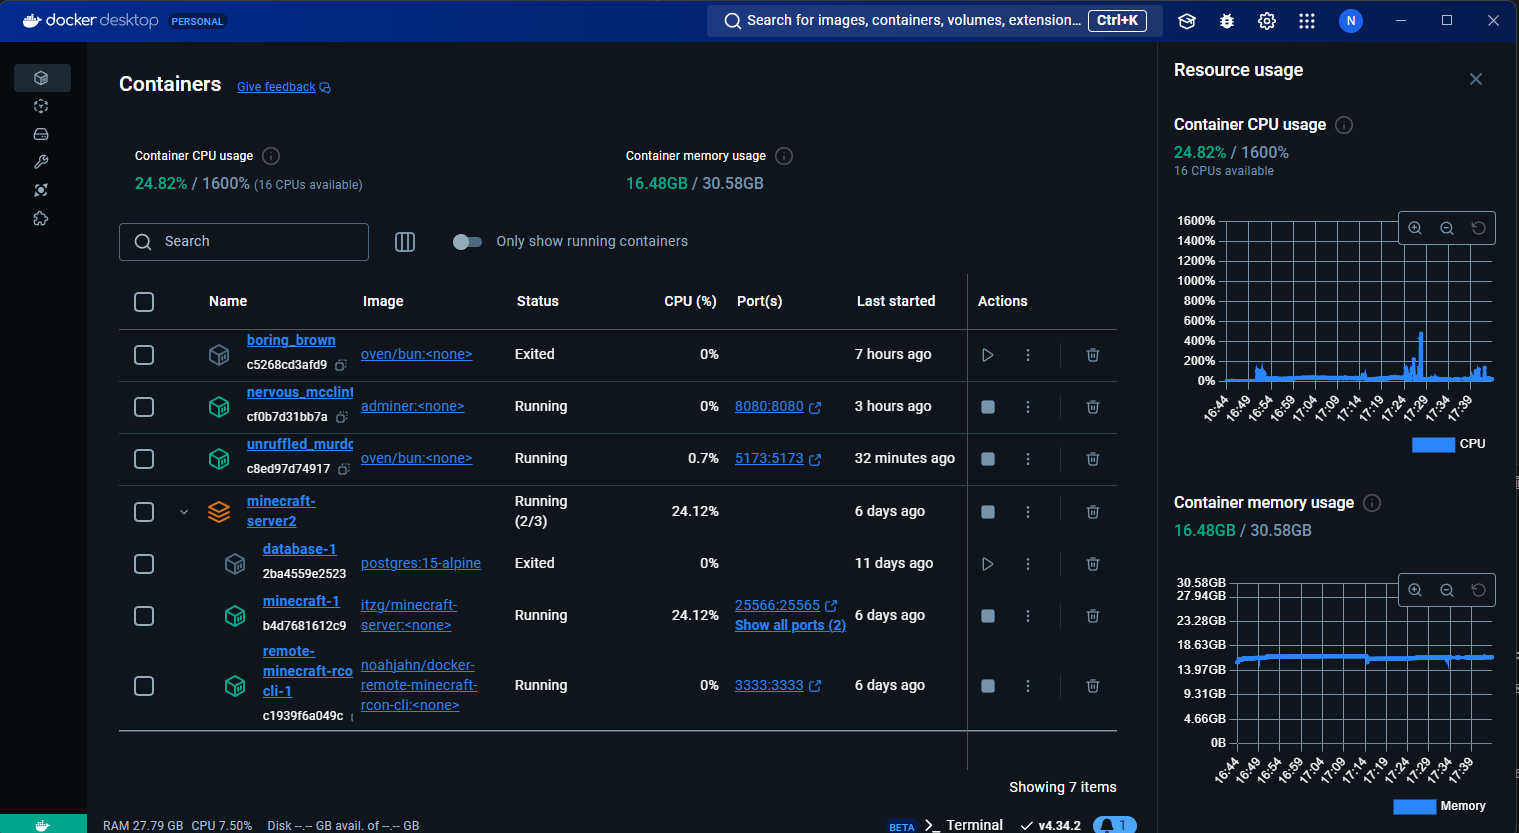 docker desktop PERSONAL
Search for images, containers, volumes, extension... Ctrl+K
N
Containers Give feedback
Container CPU usage
24.82% / 1600% (16 CPUs available)
Container memory usage
16.48GB / 30.58GB
Search
Only show running containers
Name Image Status CPU (%) Port(s) Last started Actions
boring_brown
c5268cd3afd9
oven/bun:<none> Exited 0% 7 hours ago
nervous_mcclint
cf0b7d31bb7a
adminer:<none> Running 0% 8080:8080 3 hours ago
unruffled_murdo
c8ed97d74917
oven/bun:<none> Running 0.7% 5173:5173 32 minutes ago
minecraft-
server2
Running
(2/3)
24.12% 6 days ago
database-1
2ba4559e2523
postgres:15-alpine Exited 0% 11 days ago
minecraft-1
b4d7681612c9
itzg/minecraft-
server:<none>
Running 24.12%
25566:25565
Show all ports (2)
6 days ago
remote-
minecraft-rco
cli-1
c1939f6a049c
noahjahn/docker-
remote-minecraft-
rcon-cli:<none>
Running 0% 3333:3333 6 days ago
Showing 7 items
Resource usage
Container CPU usage
24.82% / 1600%
16 CPUs available
1600%
1400%
1200%
1000%
800%
600%
400%
200%
0%
16:44 16:49 16:54 16:59 17:04 17:09 17:14 17:19 17:24 17:29 17:34 17:39
CPU
Container memory usage
16.48GB / 30.58GB
30.58GB
27.94GB
23.28GB
18.63GB
13.97GB
9.31GB
4.66GB
0B
16:44 16:49 16:54 16:59 17:04 17:09 17:14 17:19 17:24 17:29 17:34 17:39
Memory
RAM 27.79 GB CPU 7.50% Disk --.-- GB avail. of --.-- GB
BETA >_ Terminal v4.34.2 1